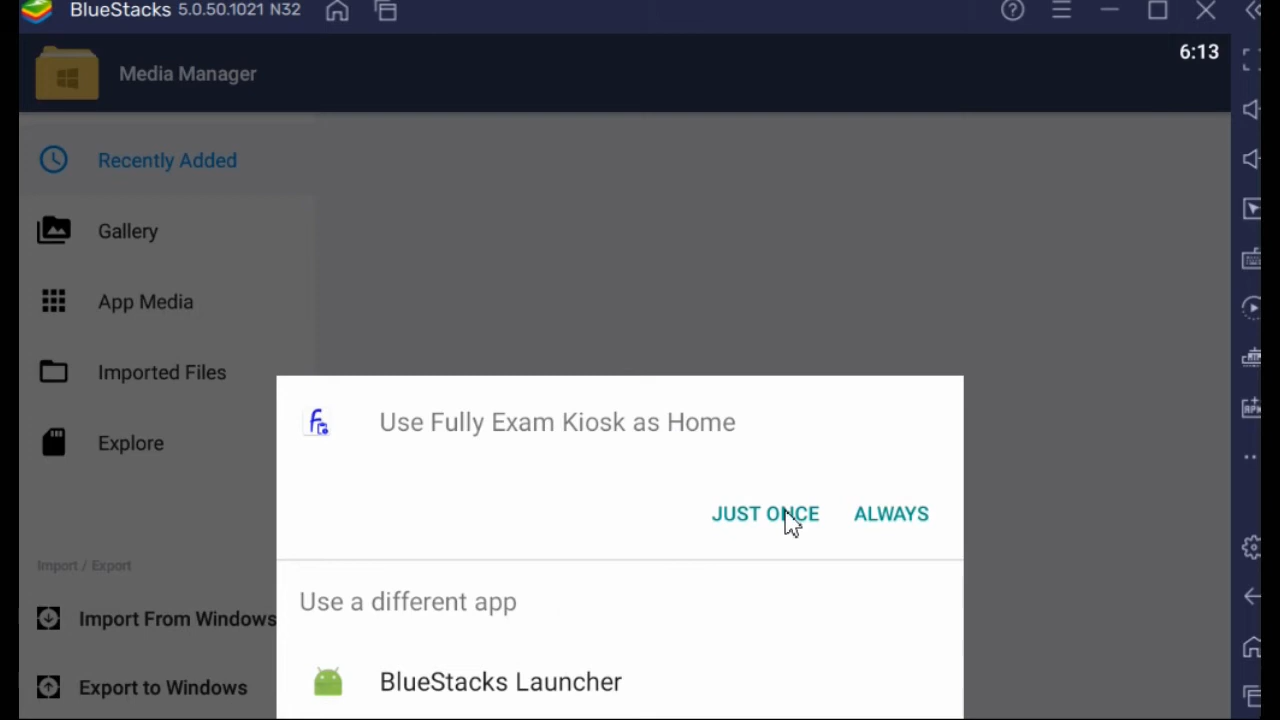 BlueStacks 5.0.50.1021 N32
Media Manager
6:13
Recently Added
Gallery
App Media
Imported Files
Explore
Use Fully Exam Kiosk as Home
JUST ONCE ALWAYS
Import / Export
Use a different app
Import From Windows
BlueStacks Launcher
Export to Windows